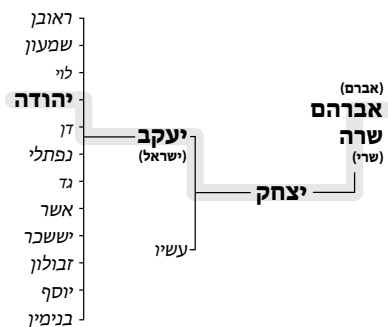 (אברם)
אברהם
שרה
(שרי)
יצחק
יעקב
(ישראל)
עשיו
ראובן
שמעון
לוי
יהודה
דן
נפתלי
גד
אשר
יששכר
זבולון
יוסף
בנימין